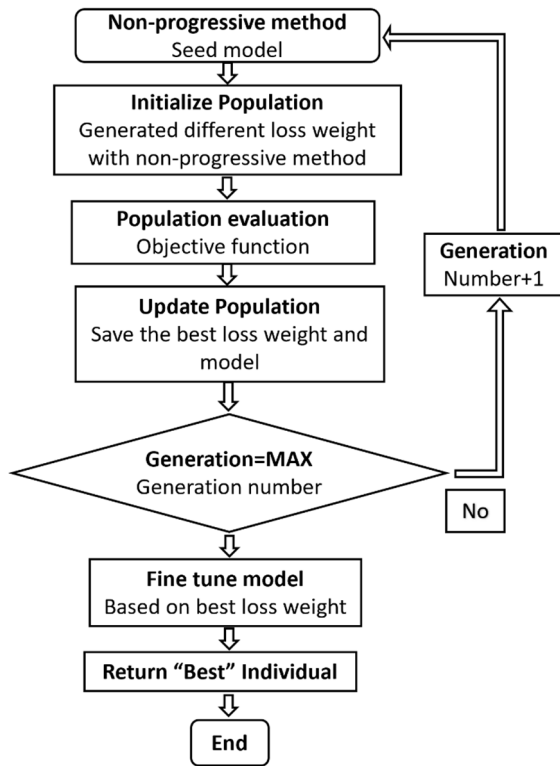 Non-progressive method
Seed model
Initialize Population
Generated different loss weight
with non-progressive method
Population evaluation
Objective function
Update Population
Save the best loss weight and
model
Generation=MAX
Generation number
No
Generation
Number+1
Fine tune model
Based on best loss weight
Return “Best” Individual
End